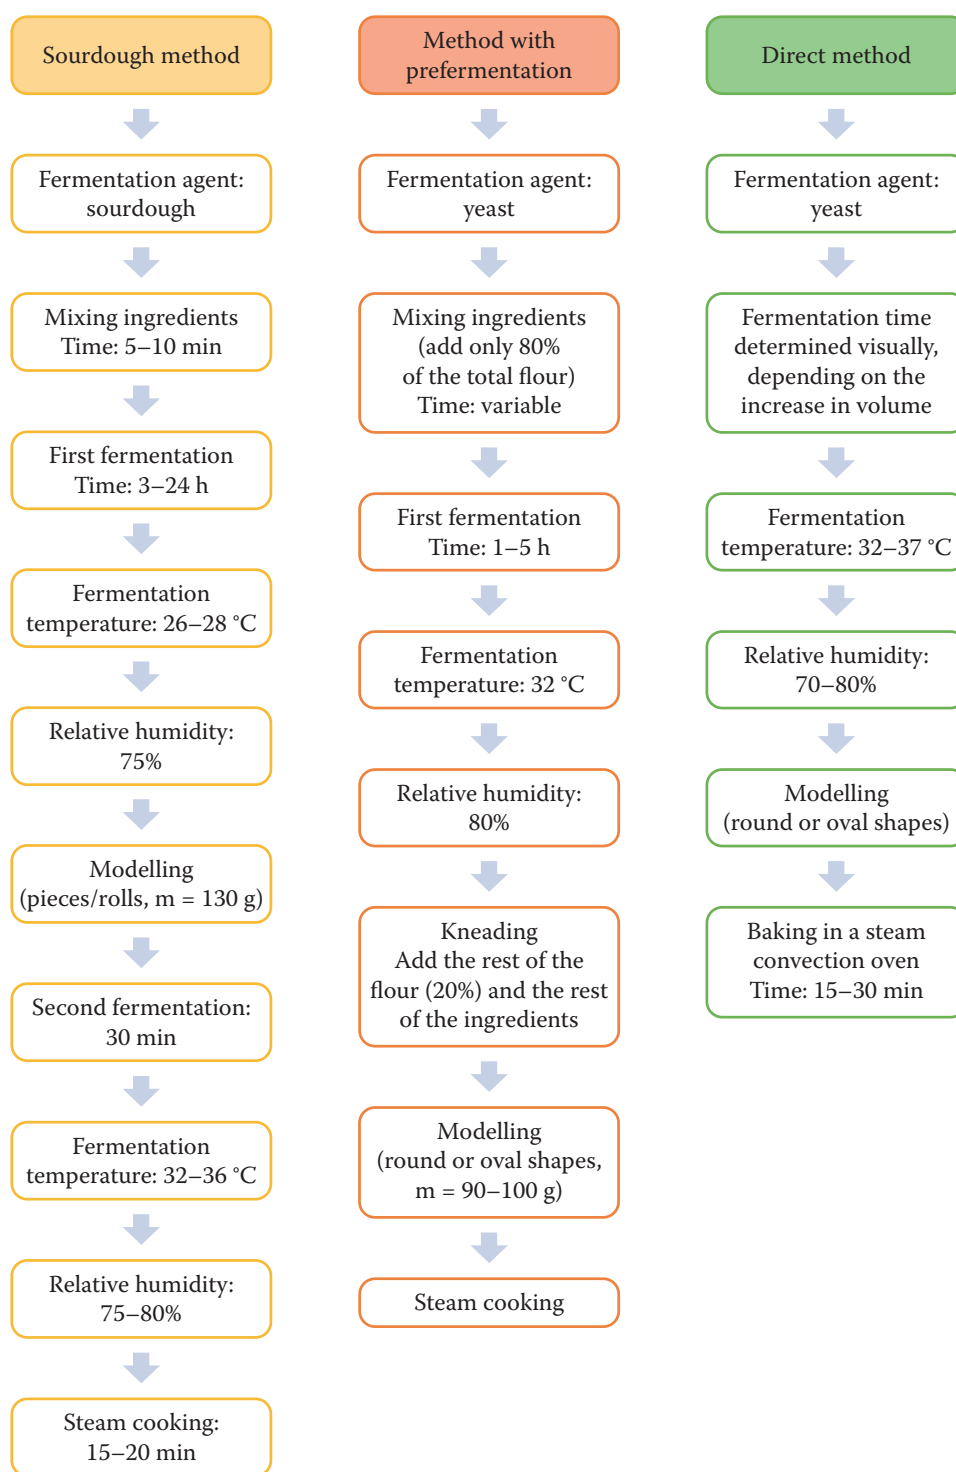 Sourdough method
Fermentation agent:
sourdough
Mixing ingredients
Time: 5–10 min
First fermentation
Time: 3–24 h
Fermentation
temperature: 26–28 °C
Relative humidity:
75%
Modelling
(pieces/rolls, m = 130 g)
Second fermentation:
30 min
Fermentation
temperature: 32–36 °C
Relative humidity:
75–80%
Steam cooking:
15–20 min
Method with
prefermentation
Fermentation agent:
yeast
Mixing ingredients
(add only 80%
of the total flour)
Time: variable
First fermentation
Time: 1–5 h
Fermentation
temperature: 32 °C
Relative humidity:
80%
Kneading
Add the rest of the
flour (20%) and the rest
of the ingredients
Modelling
(round or oval shapes,
m = 90–100 g)
Steam cooking
Direct method
Fermentation agent:
yeast
Fermentation time
determined visually,
depending on the
increase in volume
Fermentation
temperature: 32–37 °C
Relative humidity:
70–80%
Modelling
(round or oval shapes)
Baking in a steam
convection oven
Time: 15–30 min